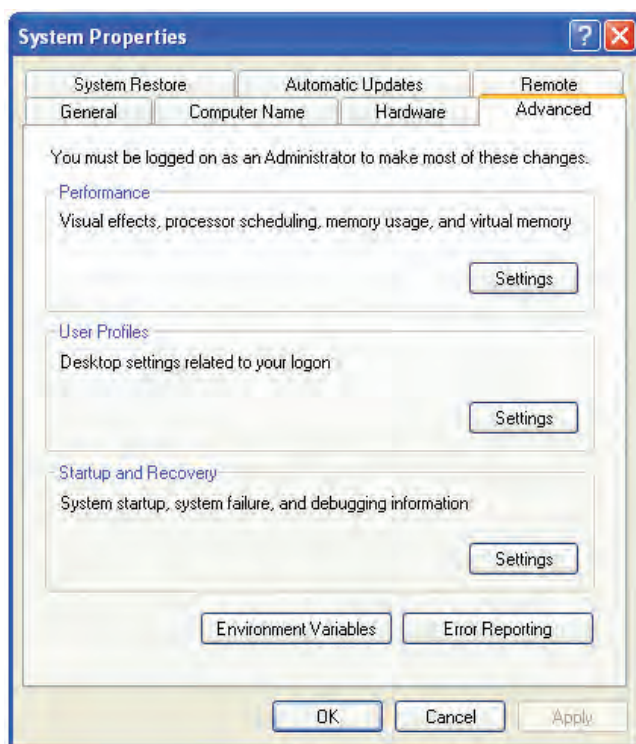 System Properties
?
X
System Restore Automatic Updates Remote
General Computer Name Hardware Advanced
You must be logged on as an Administrator to make most of these changes.
Performance
Visual effects, processor scheduling, memory usage, and virtual memory
Settings
User Profiles
Desktop settings related to your logon
Settings
Startup and Recovery
System startup, system failure, and debugging information
Settings
Environment Variables Error Reporting
OK Cancel Apply